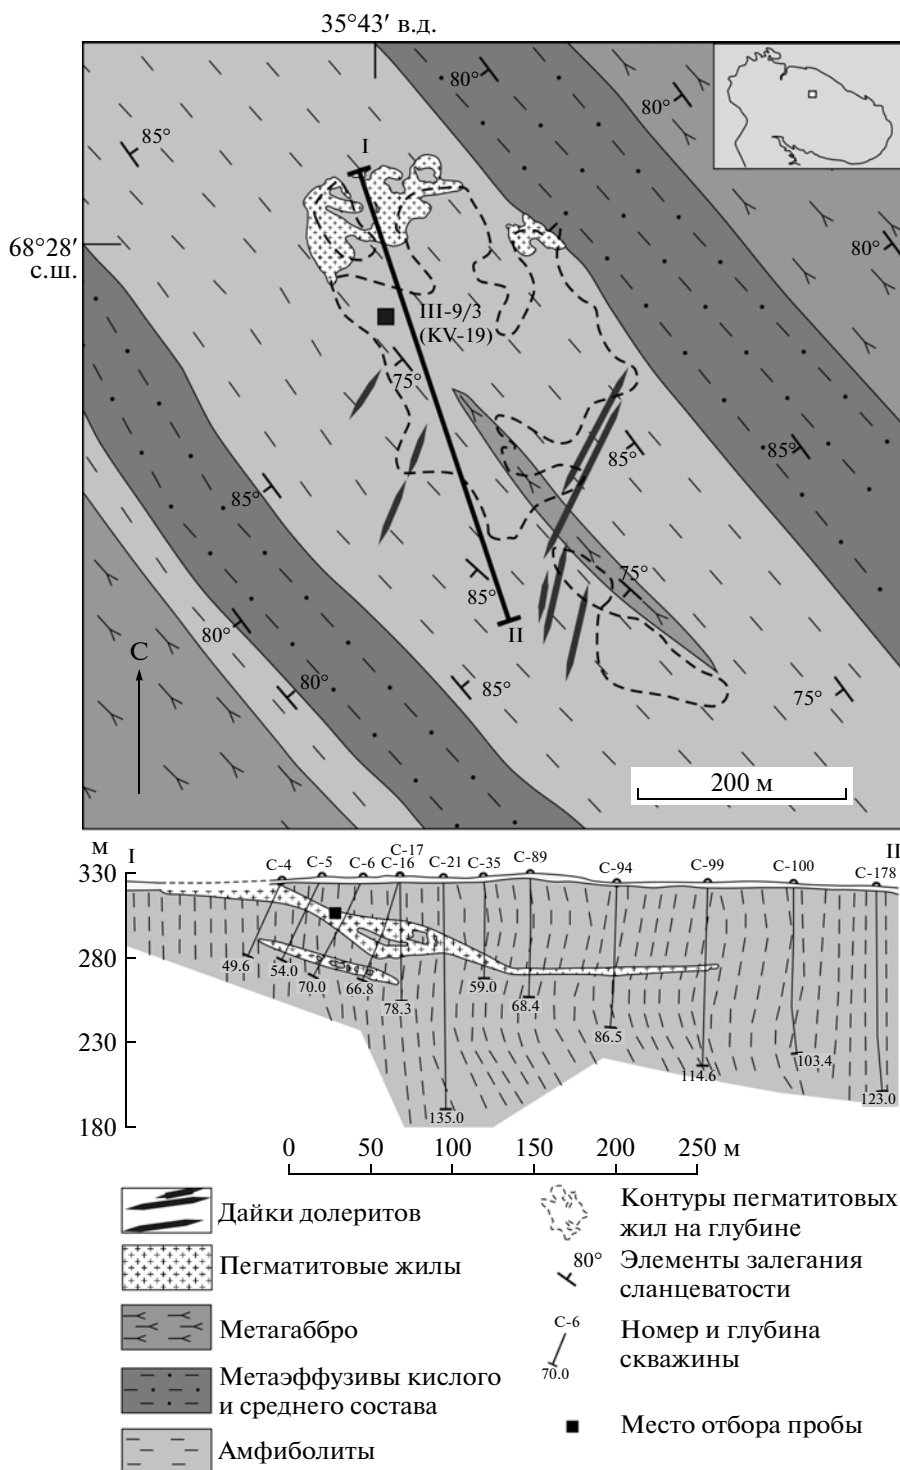 35°43′ в.д.
80°
80°
85°
I
68°28′
с.ш.
80°
III-9/3
(KV-19)
75°
85°
85°
85°
75°
85°
80°
II
C
80°
85°
75°
200 м
м
I
II
330
280
230
180
С-4
С-5
С-6
С-17
С-16
С-21
С-35
С-89
С-94
С-99
С-100
С-178
49.6
54.0
70.0
66.8
78.3
135.0
59.0
68.4
86.5
114.6
103.4
123.0
0 50 100 150 200 250 м
Дайки долеритов
Пегматитовые жилы
Метагаббро
Метаэффузивы кислого
и среднего состава
Амфиболиты
Контуры пегматитовых
жил на глубине
80°
Элементы залегания
сланцеватости
С-6
70.0
Номер и глубина
скважины
Место отбора пробы